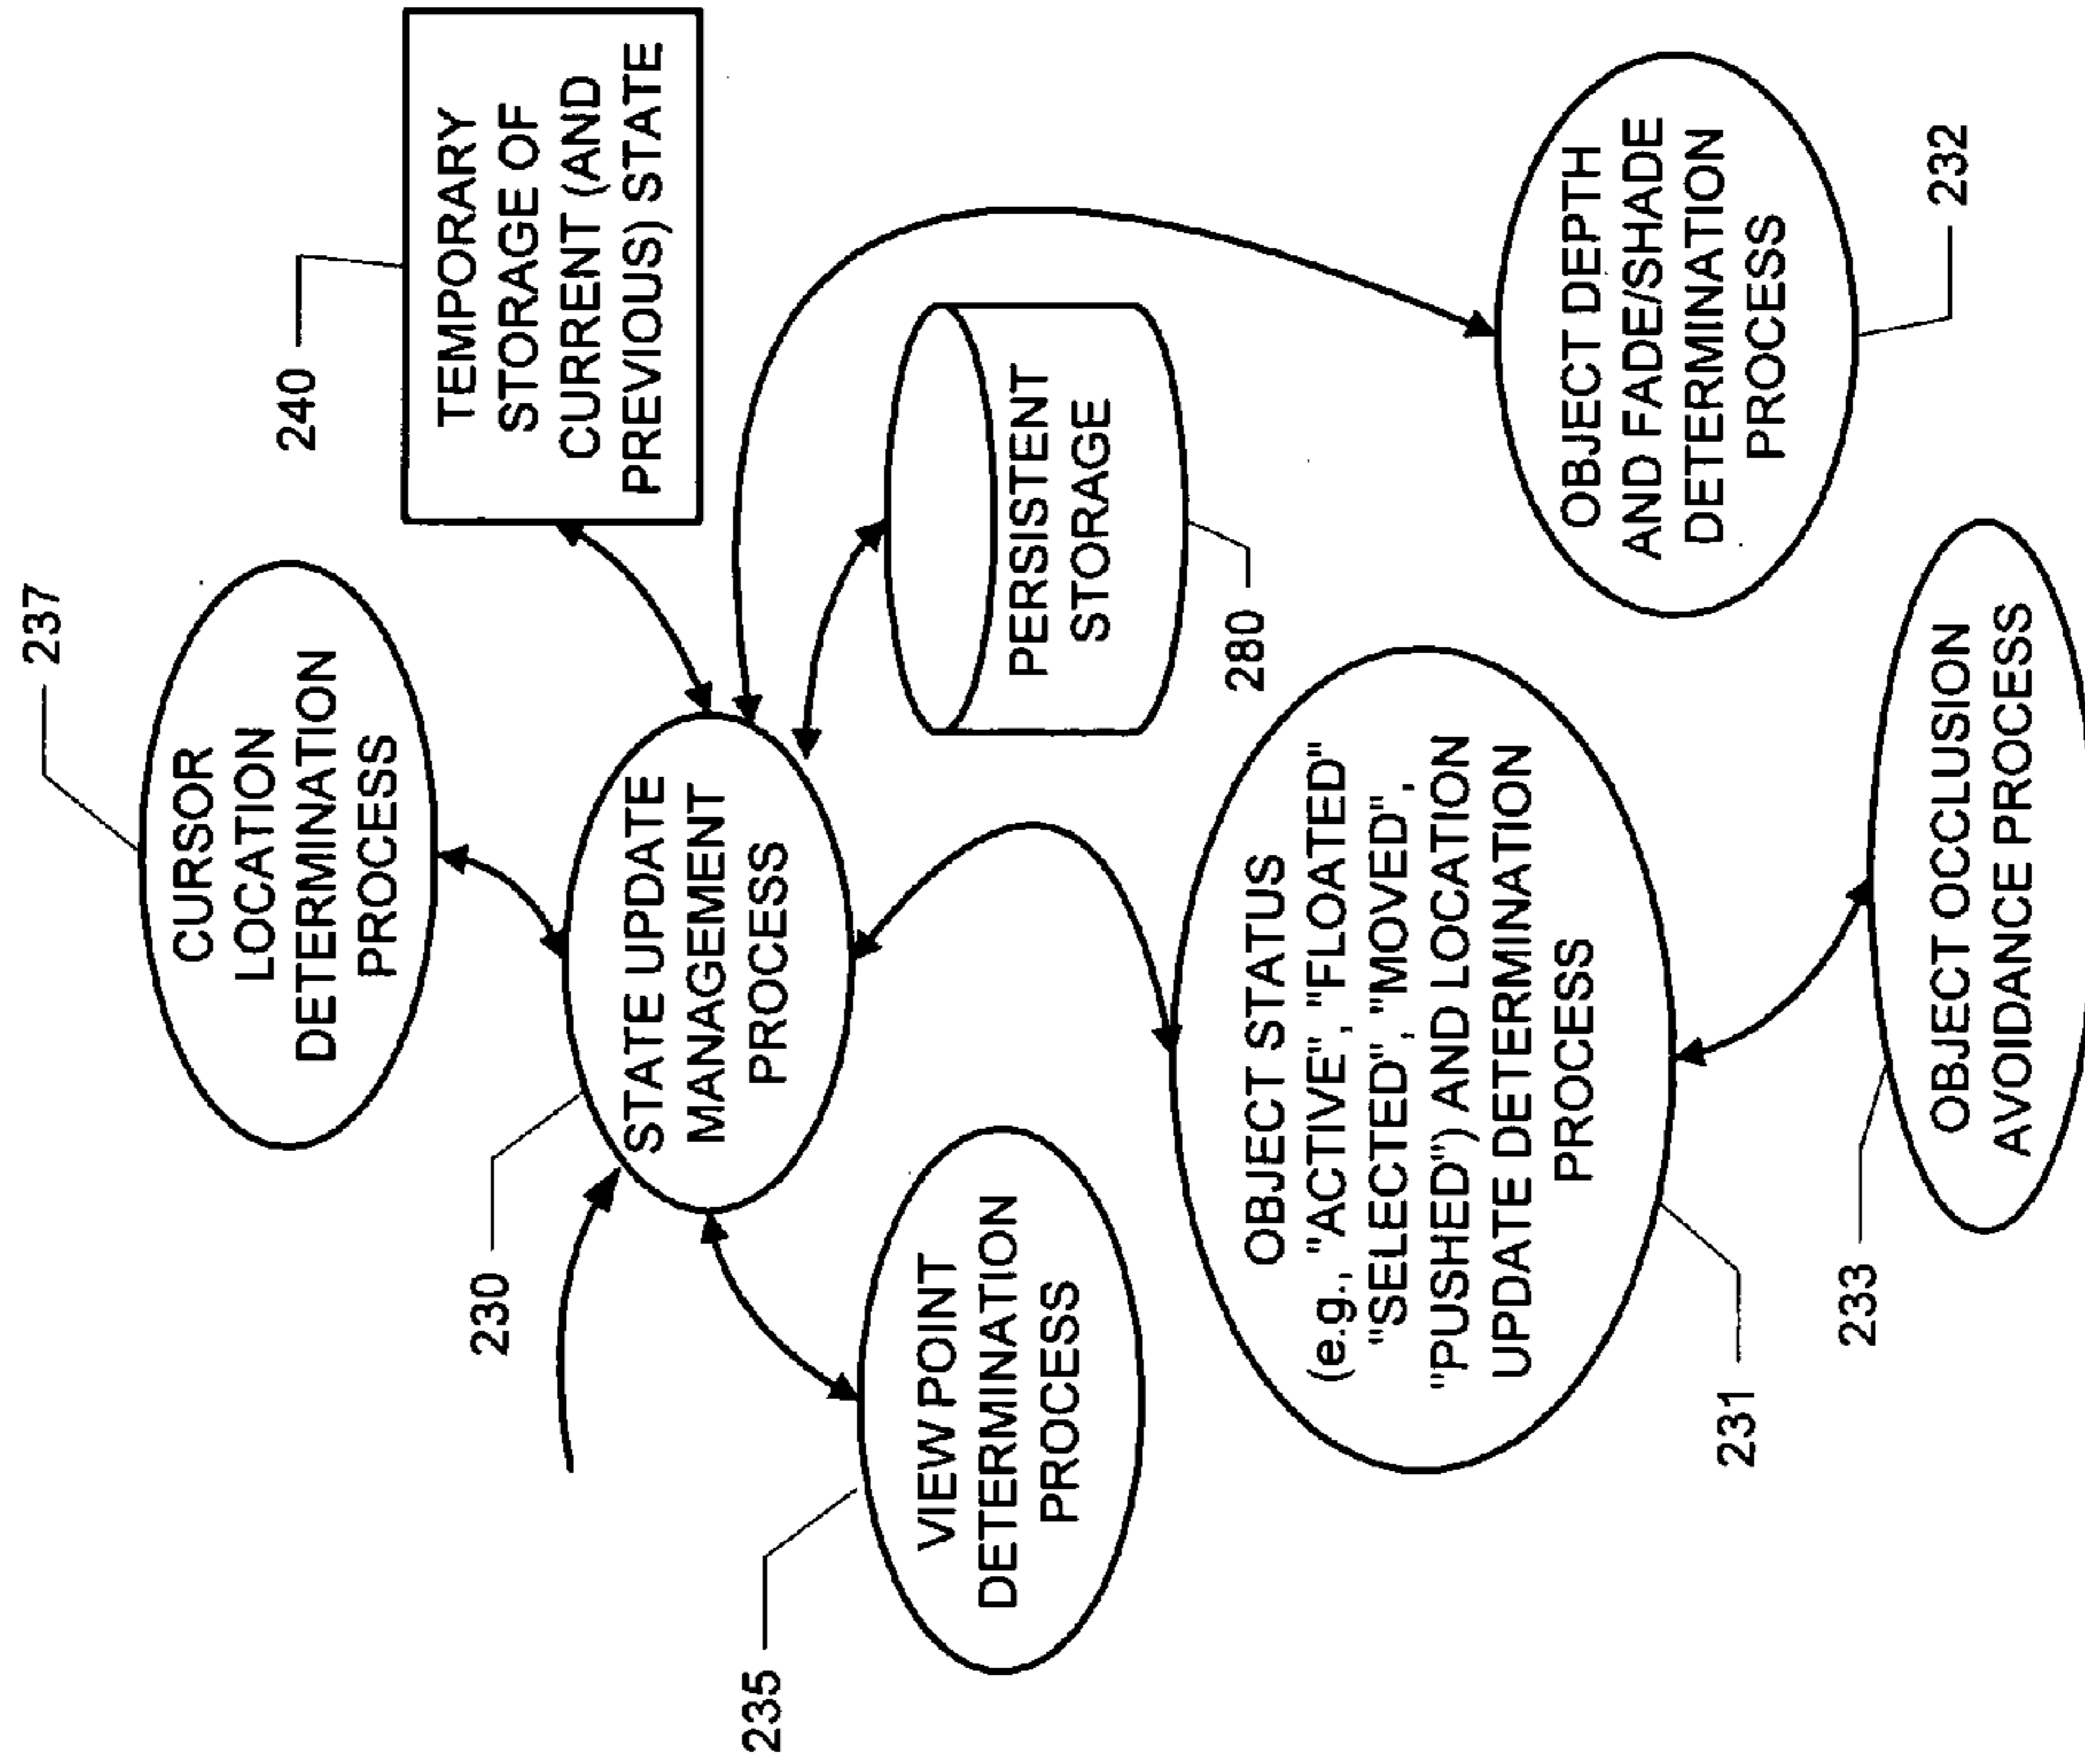 237
CURSOR
LOCATION
DETERMINATION
PROCESS
240
TEMPORARY
STORAGE OF
CURRENT (AND
PREVIOUS) STATE
230
STATE UPDATE
MANAGEMENT
PROCESS
235
VIEW POINT
DETERMINATION
PROCESS
PERSISTENT
STORAGE
280
OBJECT STATUS
(e.g., "ACTIVE", "FLOATED"
"SELECTED", "MOVED",
"PUSHED") AND LOCATION
UPDATE DETERMINATION
PROCESS
231
OBJECT DEPTH
AND FADE/SHADE
DETERMINATION
PROCESS
232
233
OBJECT OCCLUSION
AVOIDANCE PROCESS